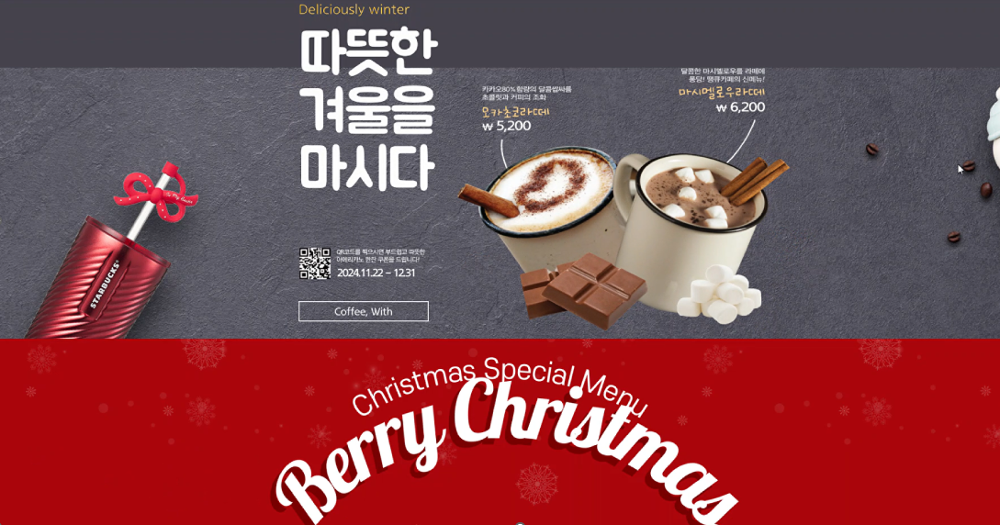 Deliciously winter
따뜻한
겨울을
마시다
카카오80% 함량의 달콤쌉싸름
초콜릿과 커피의 조화
모카초코라떼
₩ 5,200
달콤한 마시멜로우를 라떼에
퐁당! 땡큐카페의 신메뉴!
마시멜로우라떼
₩ 6,200
QR코드를 찍으시면 부드럽고 따뜻한
아메리카노 한잔 쿠폰을 드립니다!
2024.11.22 – 12.31
Coffee, With
STARBUCKS
Christmas Special Menu
Berry Christmas